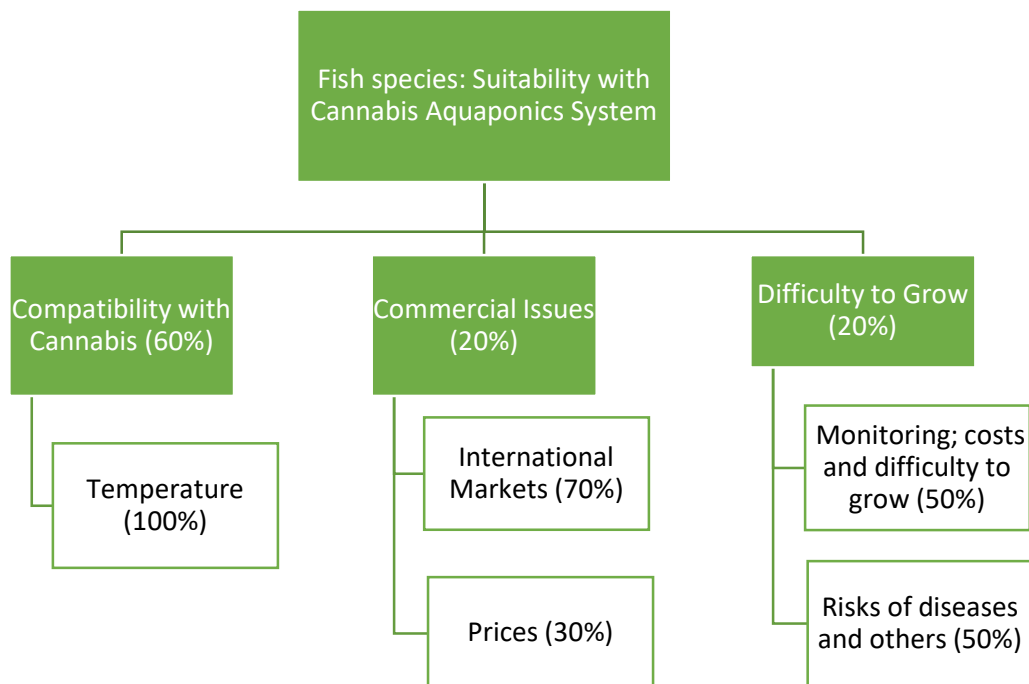 Fish species: Suitability with
Cannabis Aquaponics System
Compatibility with
Cannabis (60%)
Temperature
(100%)
Commercial Issues
(20%)
International
Markets (70%)
Prices (30%)
Difficulty to Grow
(20%)
Monitoring; costs
and difficulty to
grow (50%)
Risks of diseases
and others (50%)